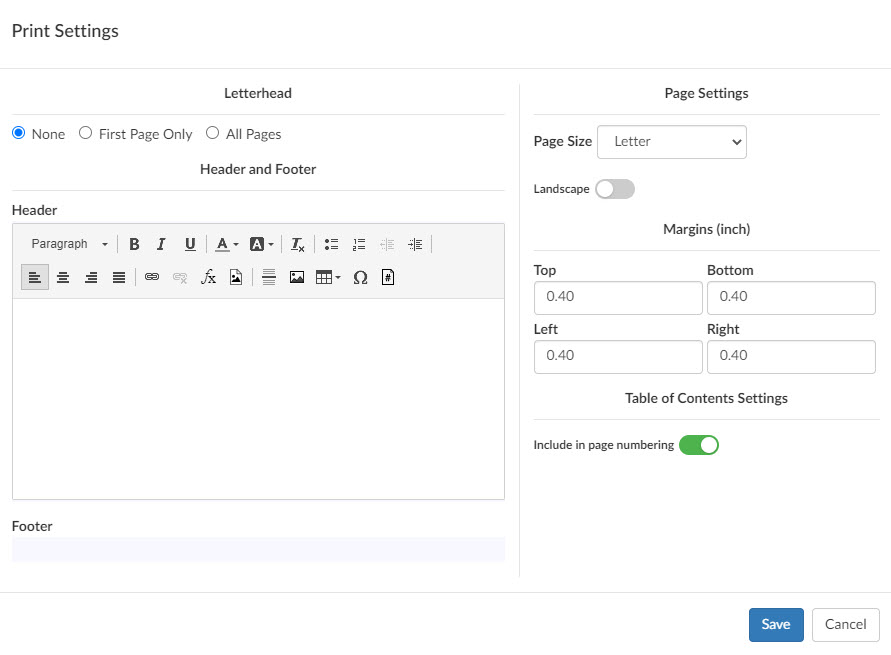 Print Settings
Letterhead
None First Page Only All Pages
Header and Footer
Header
Paragraph B I U A A Tx
fx Ω #
Footer
Page Settings
Page Size Letter
Landscape
Margins (inch)
Top Bottom
0.40 0.40
Left Right
0.40 0.40
Table of Contents Settings
Include in page numbering
Save Cancel